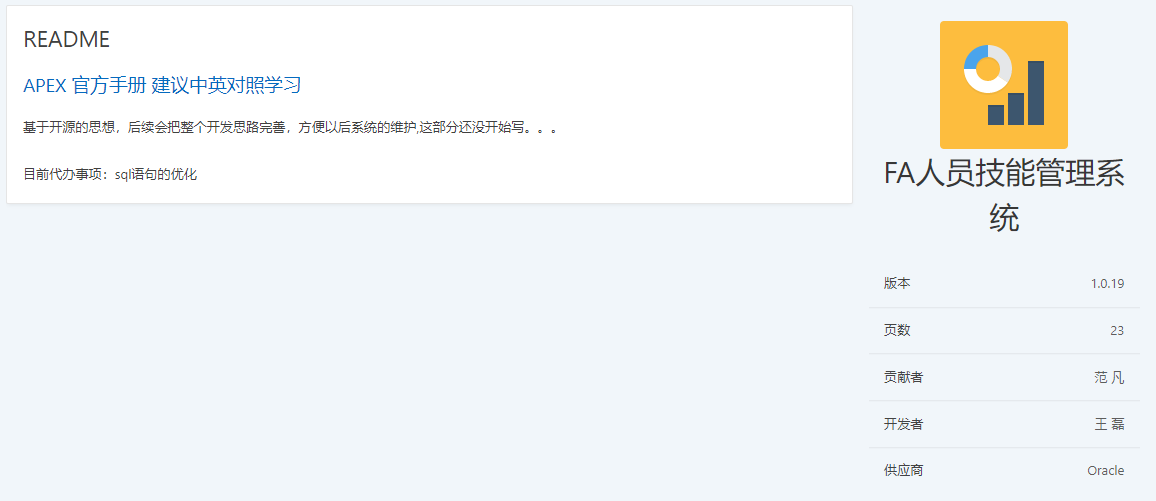 README
APEX 官方手册 建议中英对照学习
基于开源的思想，后续会把整个开发思路完善，方便以后系统的维护,这部分还没开始写。。。
目前代办事项：sql语句的优化
FA人员技能管理系
统
版本 1.0.19
页数 23
贡献者 范 凡
开发者 王 磊
供应商 Oracle